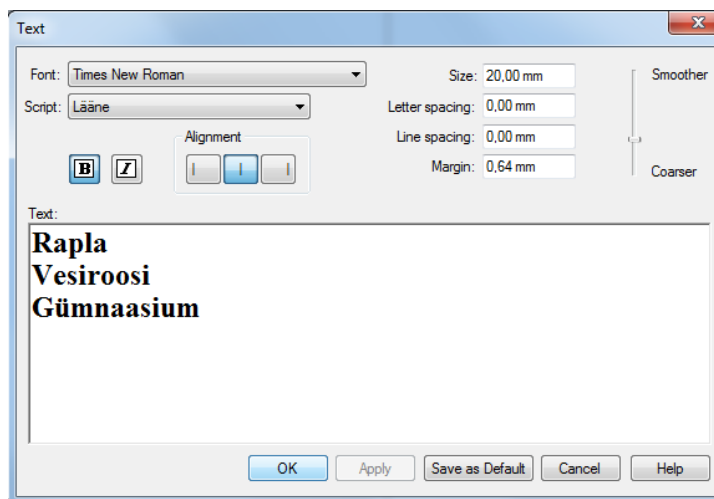 Text
Font: Times New Roman
Size: 20,00 mm
Smoother
Script: Lääne
Letter spacing: 0,00 mm
Alignment
Line spacing: 0,00 mm
B I
Margin: 0,64 mm
Coarser
Text:
Rapla
Vesiroosi
Gümnaasium
OK Apply Save as Default Cancel Help